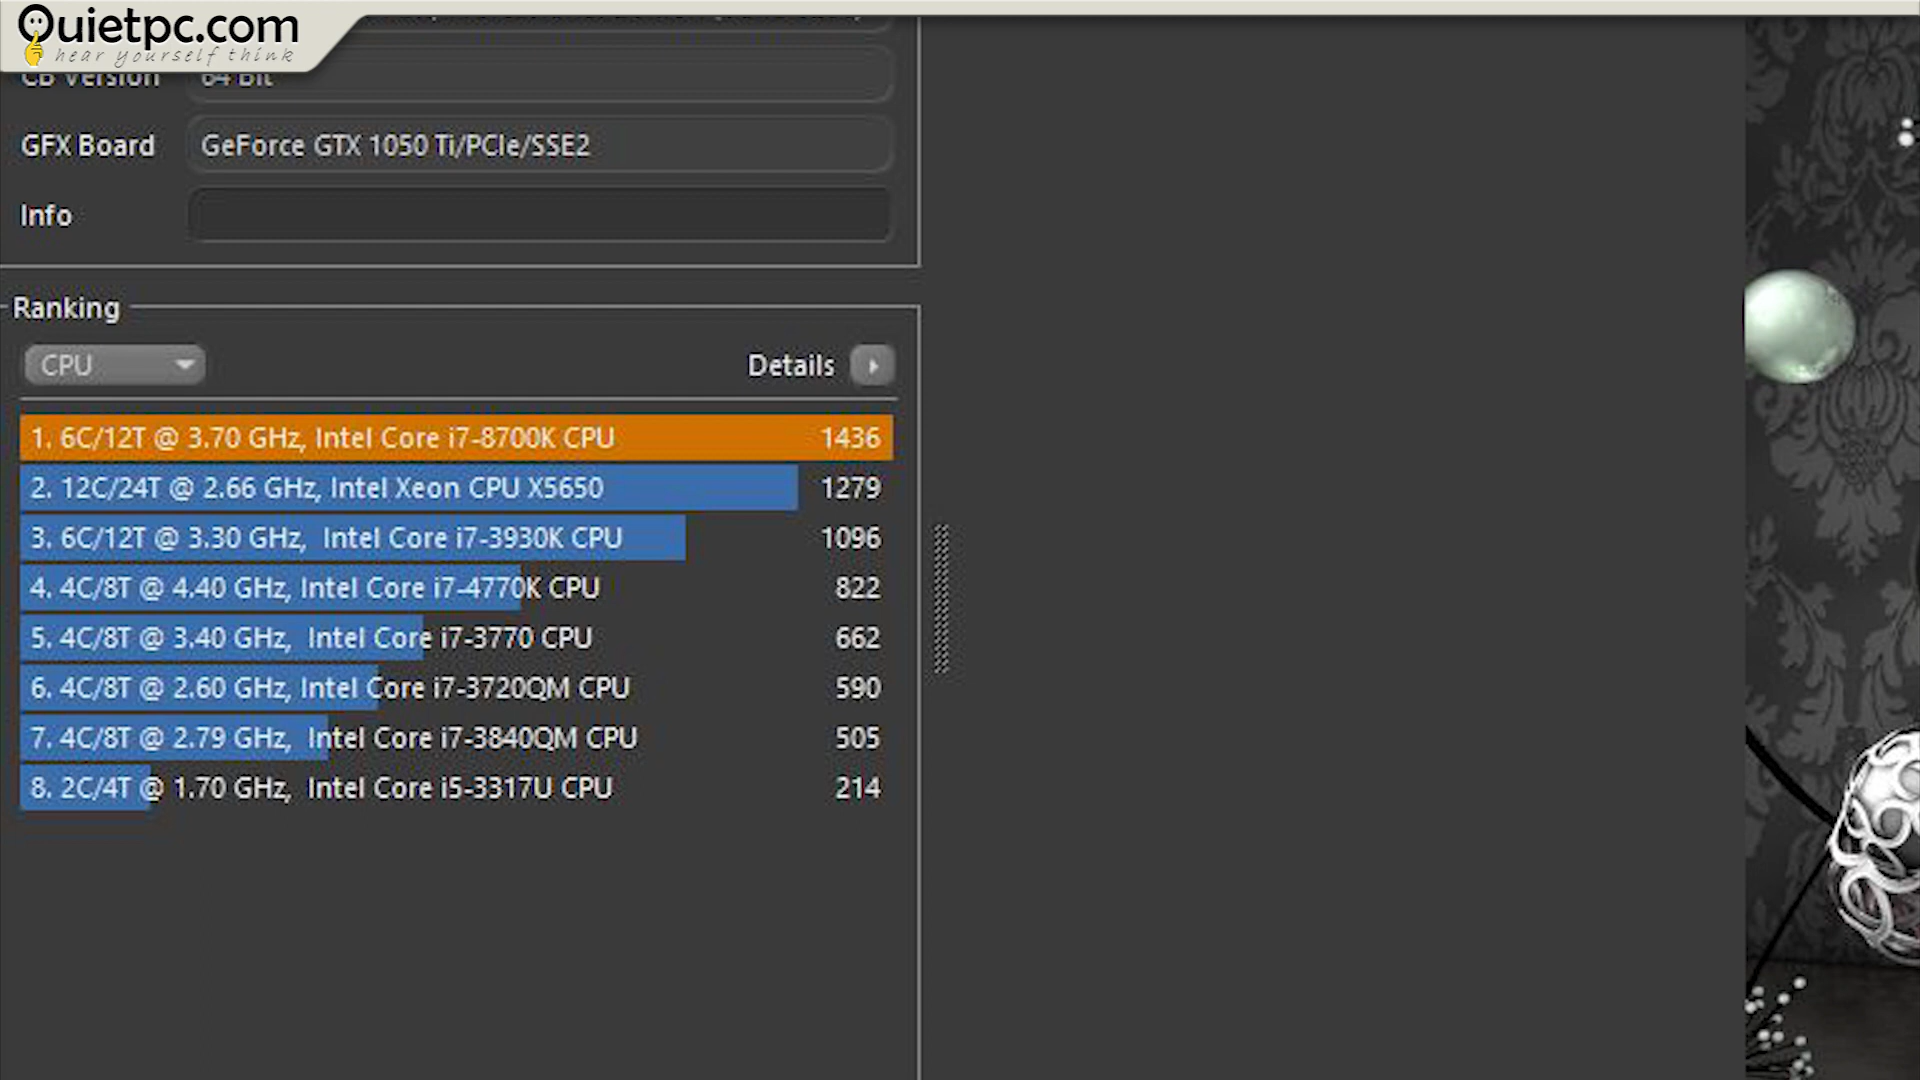 Quietpc.com
hear yourself think
CB Version 64 Bit
GFX Board GeForce GTX 1050 Ti/PCIe/SSE2
Info
Ranking
CPU Details
1. 6C/12T @ 3.70 GHz, Intel Core i7-8700K CPU 1436
2. 12C/24T @ 2.66 GHz, Intel Xeon CPU X5650 1279
3. 6C/12T @ 3.30 GHz,  Intel Core i7-3930K CPU 1096
4. 4C/8T @ 4.40 GHz, Intel Core i7-4770K CPU 822
5. 4C/8T @ 3.40 GHz,  Intel Core i7-3770 CPU 662
6. 4C/8T @ 2.60 GHz, Intel Core i7-3720QM CPU 590
7. 4C/8T @ 2.79 GHz,  Intel Core i7-3840QM CPU 505
8. 2C/4T @ 1.70 GHz,  Intel Core i5-3317U CPU 214